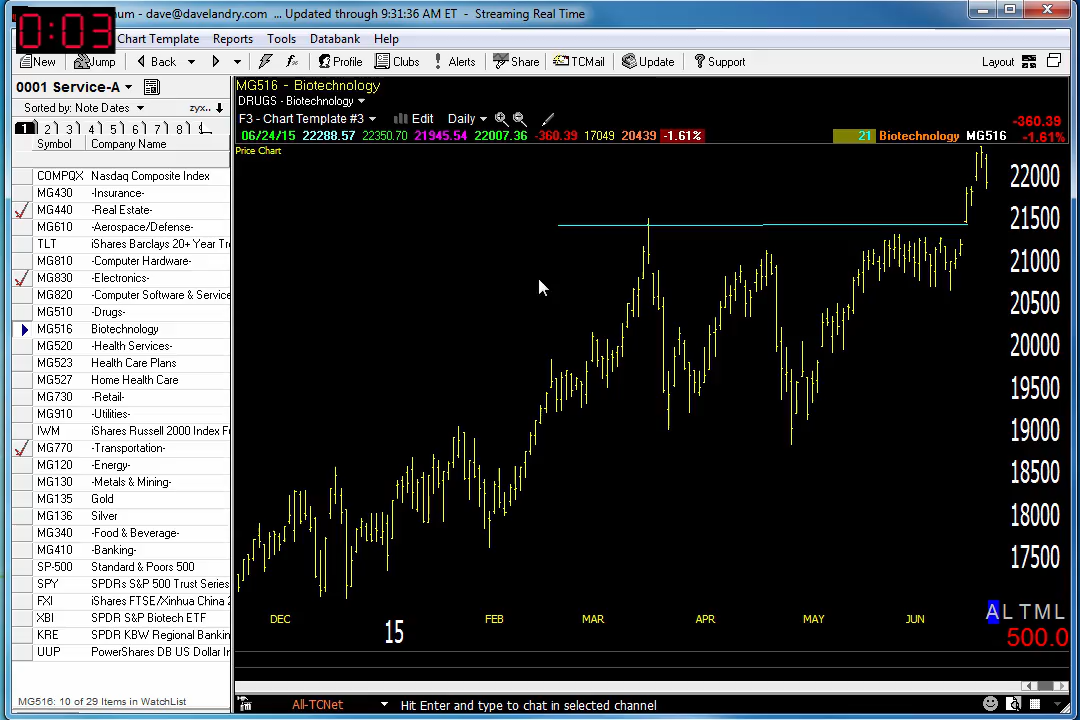 0:03
num - dave@davelandry.com ... Updated through 9:31:36 AM ET - Streaming Real Time
Chart Template Reports Tools Databank Help
New Jump Back Profile Clubs Alerts Share TCMail Update Support Layout
0001 Service-A
Sorted by: Note Dates zyx..
1 2 3 4 5 6 7 8
Symbol Company Name
COMPQX Nasdaq Composite Index
MG430 -Insurance-
MG440 -Real Estate-
MG610 -Aerospace/Defense-
TLT iShares Barclays 20+ Year Tr
MG810 -Computer Hardware-
MG830 -Electronics-
MG820 -Computer Software & Service
MG510 -Drugs-
MG516 Biotechnology
MG520 -Health Services-
MG523 Health Care Plans
MG527 Home Health Care
MG730 -Retail-
MG910 -Utilities-
IWM iShares Russell 2000 Index F
MG770 -Transportation-
MG120 -Energy-
MG130 -Metals & Mining-
MG135 Gold
MG136 Silver
MG340 -Food & Beverage-
MG410 -Banking-
SP-500 Standard & Poors 500
SPY SPDRs S&P 500 Trust Series
FXI iShares FTSE/Xinhua China 2
XBI SPDR S&P Biotech ETF
KRE SPDR KBW Regional Bankin
UUP PowerShares DB US Dollar In
MG516: 10 of 29 Items in WatchList
MG516 - Biotechnology
DRUGS - Biotechnology
F3 - Chart Template #3 Edit Daily
06/24/15 22288.57 22350.70 21945.54 22007.36 -360.39 17049 20439 -1.61%
21 Biotechnology MG516
-360.39
-1.61%
Price Chart
22000
21500
21000
20500
20000
19500
19000
18500
18000
17500
DEC 15 FEB MAR APR MAY JUN
A L T M L
500.0
All-TCNet Hit Enter and type to chat in selected channel